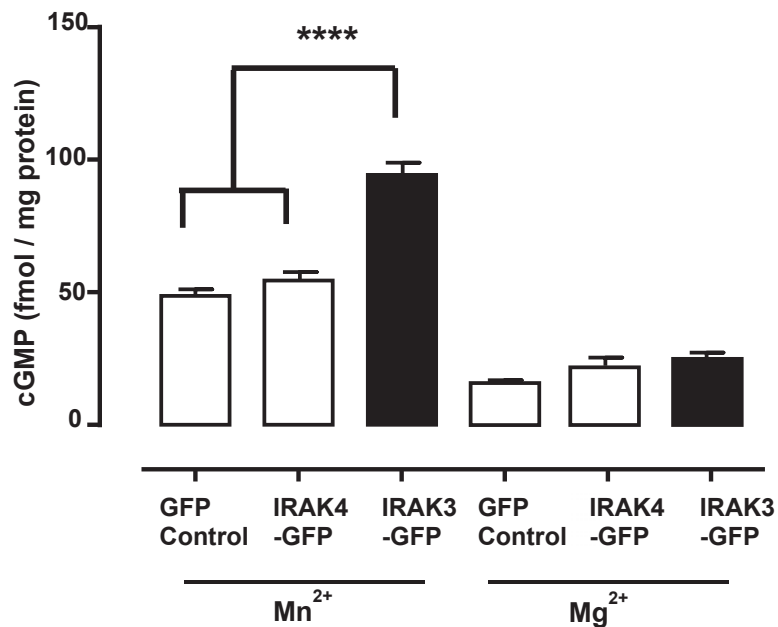 150
****
100
50
0
cGMP (fmol / mg protein)
GFP IRAK4 IRAK3 GFP IRAK4 IRAK3
Control -GFP -GFP Control -GFP -GFP
Mn²⁺ Mg²⁺